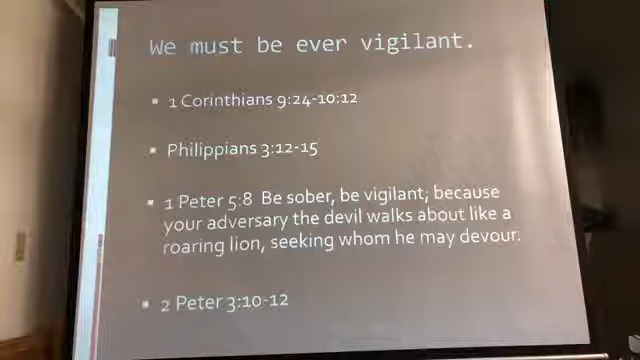 We must be ever vigilant.
▪ 1 Corinthians 9:24-10:12
▪ Philippians 3:12-15
▪ 1 Peter 5:8 Be sober, be vigilant; because
your adversary the devil walks about like a
roaring lion, seeking whom he may devour.
▪ 2 Peter 3:10-12